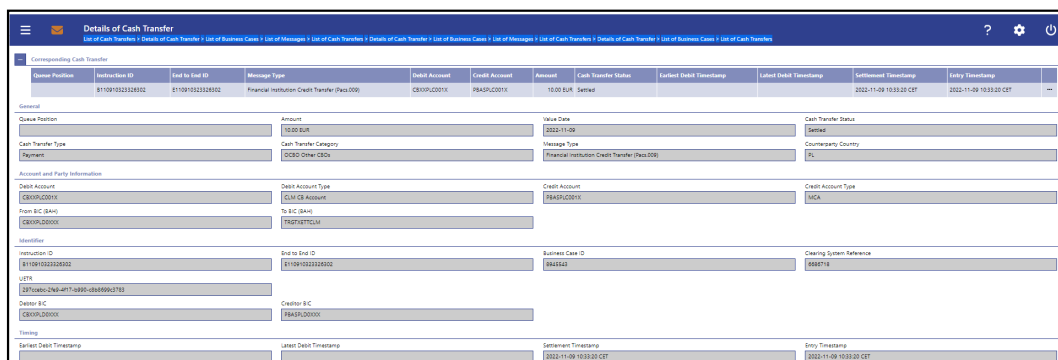 Details of Cash Transfer
List of Cash Transfers > Details of Cash Transfer > List of Business Cases > List of Messages > List of Cash Transfers > Details of Cash Transfer > List of Business Cases > List of Messages > List of Cash Transfers > Details of Cash Transfer > List of Business Cases > List of Cash Transfers
Corresponding Cash Transfer
Queue Position Instruction ID End to End ID Message Type Debit Account Credit Account Amount Cash Transfer Status Earliest Debit Timestamp Latest Debit Timestamp Settlement Timestamp Entry Timestamp
B110910323326302 E110910323326302 Financial Institution Credit Transfer (Pacs.009) CBXXPLC001X PBASPLC001X 10.00 EUR Settled 2022-11-09 10:33:20 CET 2022-11-09 10:33:20 CET
General
Queue Position Amount Value Date Cash Transfer Status
10.00 EUR 2022-11-09 Settled
Cash Transfer Type Cash Transfer Category Message Type Counterparty Country
Payment OCBO Other CBOs Financial Institution Credit Transfer (Pacs.009) PL
Account and Party Information
Debit Account Debit Account Type Credit Account Credit Account Type
CBXXPLC001X CLM CB Account PBASPLC001X MCA
From BIC (BAH) To BIC (BAH)
CBXXPLD0XXX TRGTXETTCLM
Identifier
Instruction ID End to End ID Business Case ID Clearing System Reference
B110910323326302 E110910323326302 8945543 6686718
UETR
Debtor BIC Creditor BIC
CBXXPLD0XXX PBASPLD0XXX
Timing
Earliest Debit Timestamp Latest Debit Timestamp Settlement Timestamp Entry Timestamp
2022-11-09 10:33:20 CET 2022-11-09 10:33:20 CET